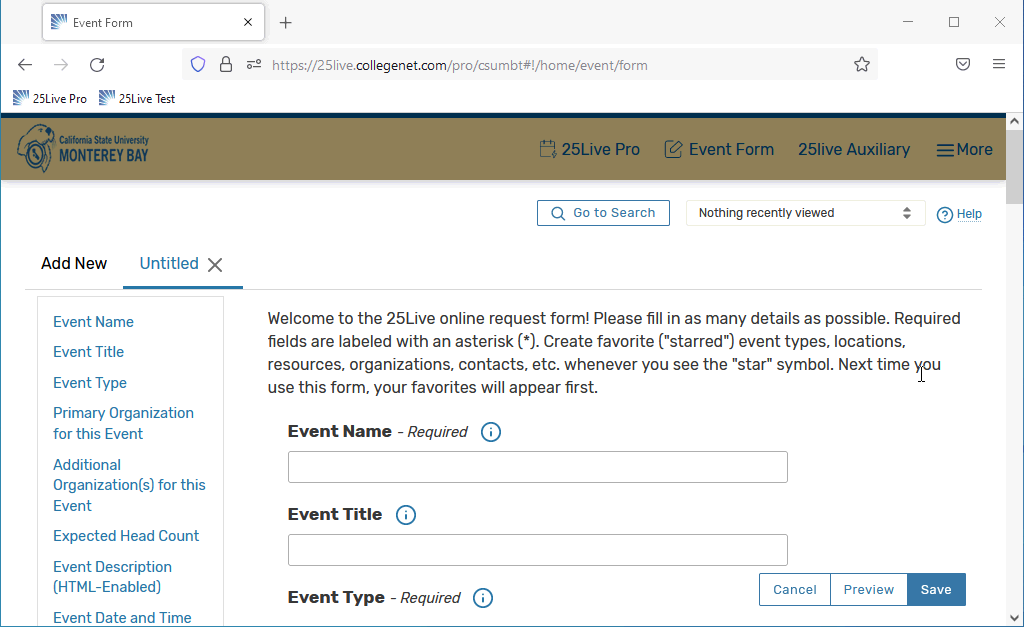 Event Form
https://25live.collegenet.com/pro/csumbt#!/home/event/form
25Live Pro 25Live Test
California State University
MONTEREY BAY
25Live Pro Event Form 25live Auxiliary More
Go to Search Nothing recently viewed Help
Add New Untitled
Event Name
Event Title
Event Type
Primary Organization
for this Event
Additional
Organization(s) for this
Event
Expected Head Count
Event Description
(HTML-Enabled)
Event Date and Time
Welcome to the 25Live online request form! Please fill in as many details as possible. Required
fields are labeled with an asterisk (*). Create favorite ("starred") event types, locations,
resources, organizations, contacts, etc. whenever you see the "star" symbol. Next time you
use this form, your favorites will appear first.
Event Name - Required
Event Title
Event Type - Required
Cancel Preview Save